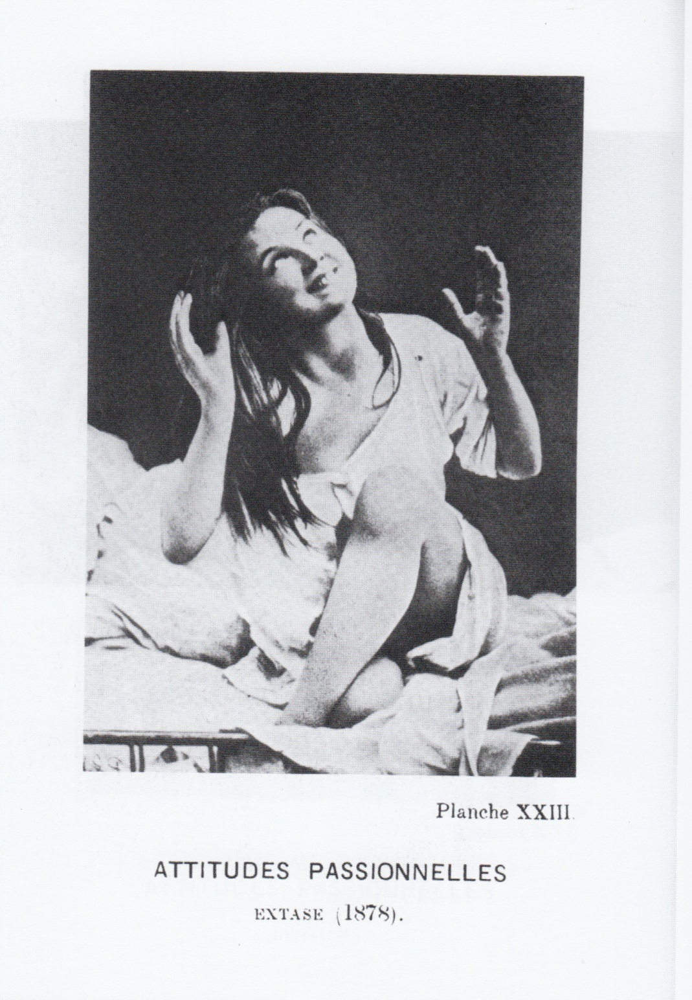 Planche XXIII.
ATTITUDES PASSIONNELLES
EXTASE (1878).